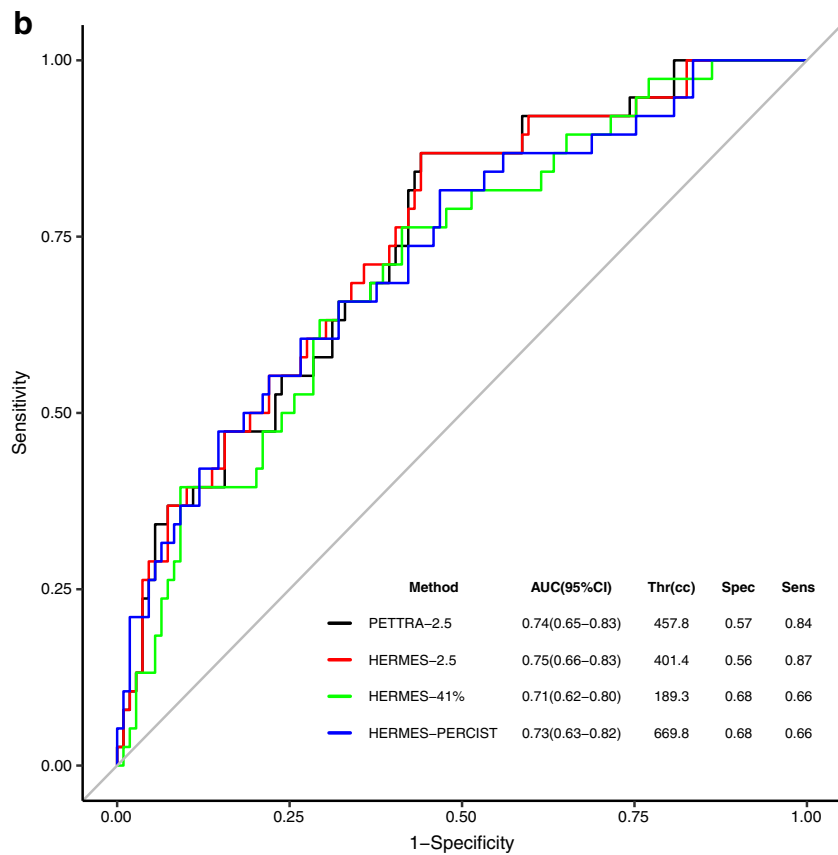 b
1.00
0.75
0.50
0.25
0.00
Sensitivity
Method AUC(95%CI) Thr(cc) Spec Sens
PETTRA−2.5 0.74(0.65−0.83) 457.8 0.57 0.84
HERMES−2.5 0.75(0.66−0.83) 401.4 0.56 0.87
HERMES−41% 0.71(0.62−0.80) 189.3 0.68 0.66
HERMES−PERCIST 0.73(0.63−0.82) 669.8 0.68 0.66
0.00 0.25 0.50 0.75 1.00
1−Specificity